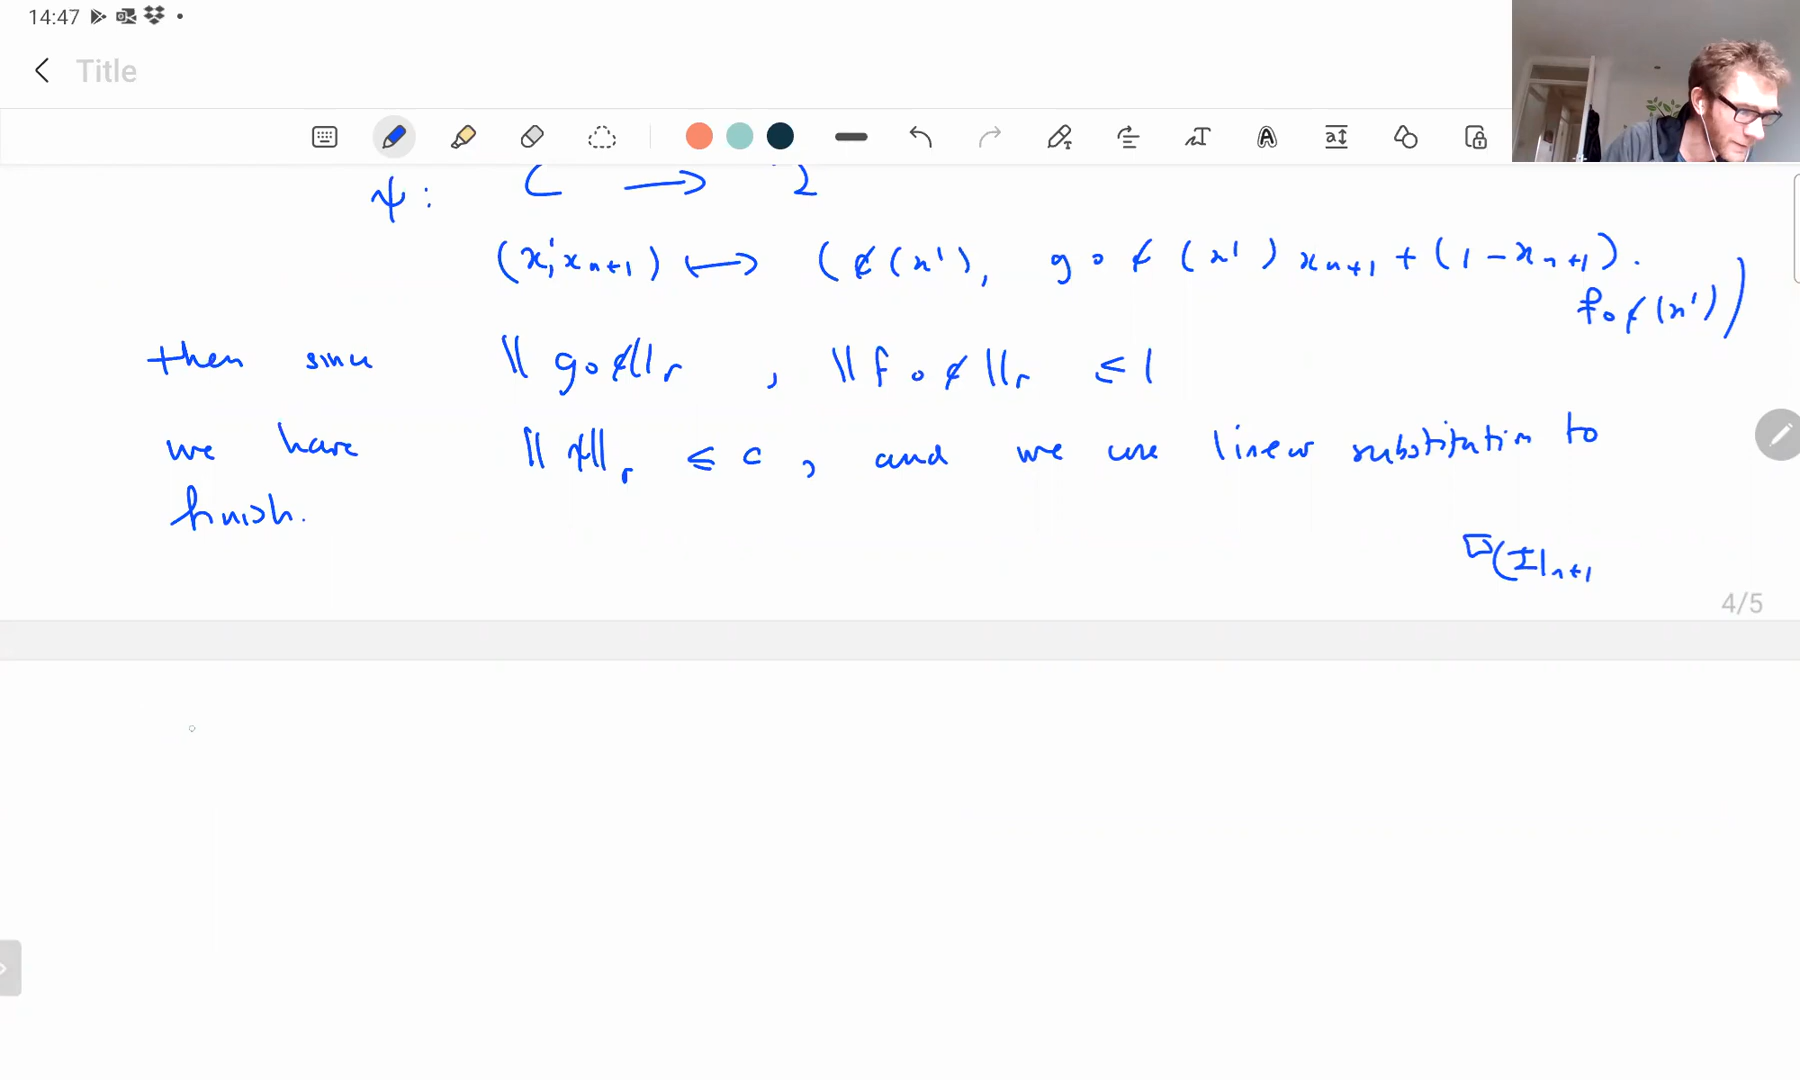 14:47
Title
ψ: C → 2
(x', x_{n+1}) ↦ (φ(x'), g∘φ(x') x_{n+1} + (1 - x_{n+1}).
f∘φ(x'))
then since ‖g∘φ‖_r , ‖f∘φ‖_r ≤ 1
we have ‖ψ‖_r ≤ c, and we use linear substitution to
finish.
□(I)_{n+1}
4/5